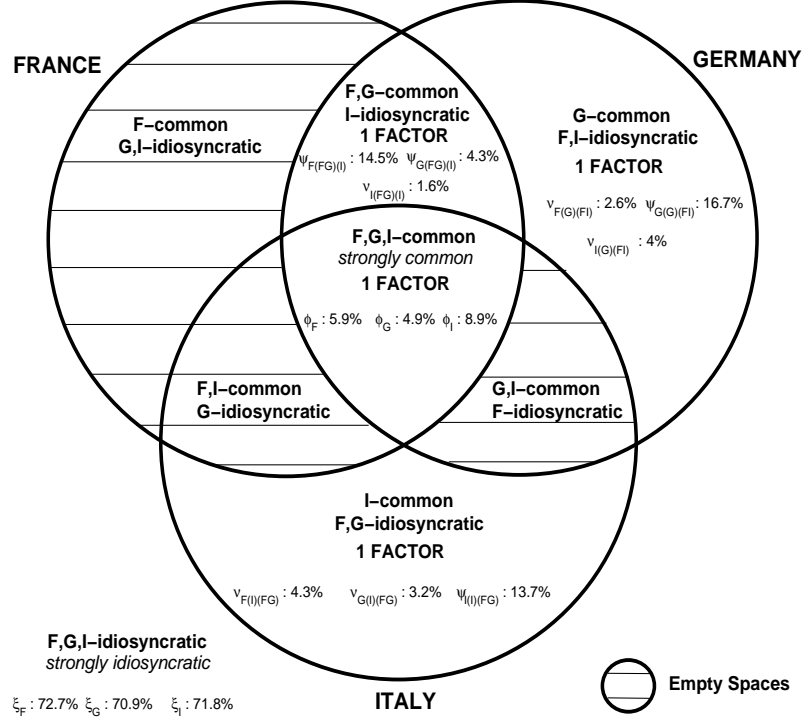 FRANCE
GERMANY
F,G−common
I−idiosyncratic
1 FACTOR
ψF(FG)(I) : 14.5% ψG(FG)(I) : 4.3%
νI(FG)(I) : 1.6%
F−common
G,I−idiosyncratic
G−common
F,I−idiosyncratic
1 FACTOR
νF(G)(FI) : 2.6% ψG(G)(FI) : 16.7%
νI(G)(FI) : 4%
F,G,I−common
strongly common
1 FACTOR
ϕF : 5.9% ϕG : 4.9% ϕI : 8.9%
F,I−common
G−idiosyncratic
G,I−common
F−idiosyncratic
I−common
F,G−idiosyncratic
1 FACTOR
νF(I)(FG) : 4.3% νG(I)(FG) : 3.2% ψI(I)(FG) : 13.7%
F,G,I−idiosyncratic
strongly idiosyncratic
ξF : 72.7% ξG : 70.9% ξI : 71.8%
ITALY
Empty Spaces